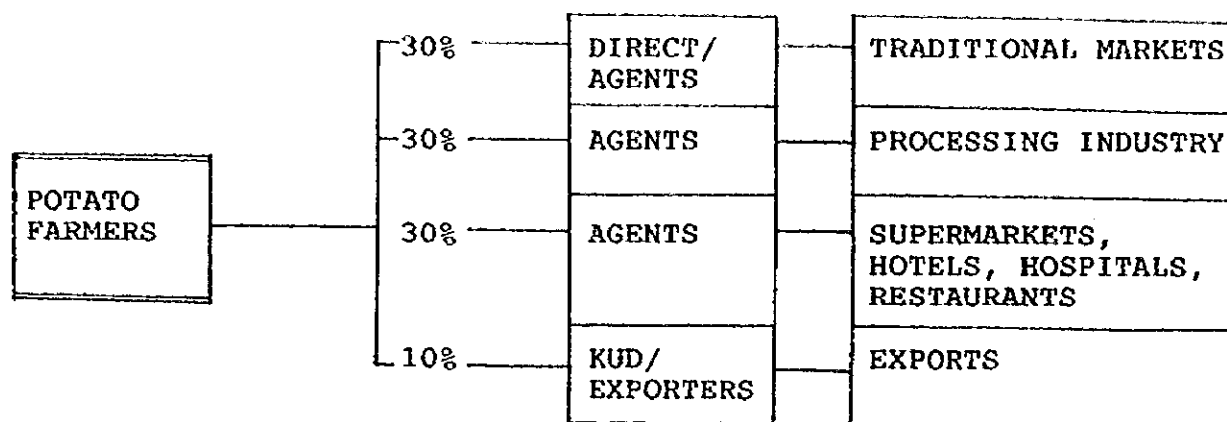 30% DIRECT/ TRADITIONAL MARKETS
AGENTS
30% AGENTS PROCESSING INDUSTRY
POTATO
FARMERS
30% AGENTS SUPERMARKETS,
HOTELS, HOSPITALS,
RESTAURANTS
10% KUD/ EXPORTS
EXPORTERS